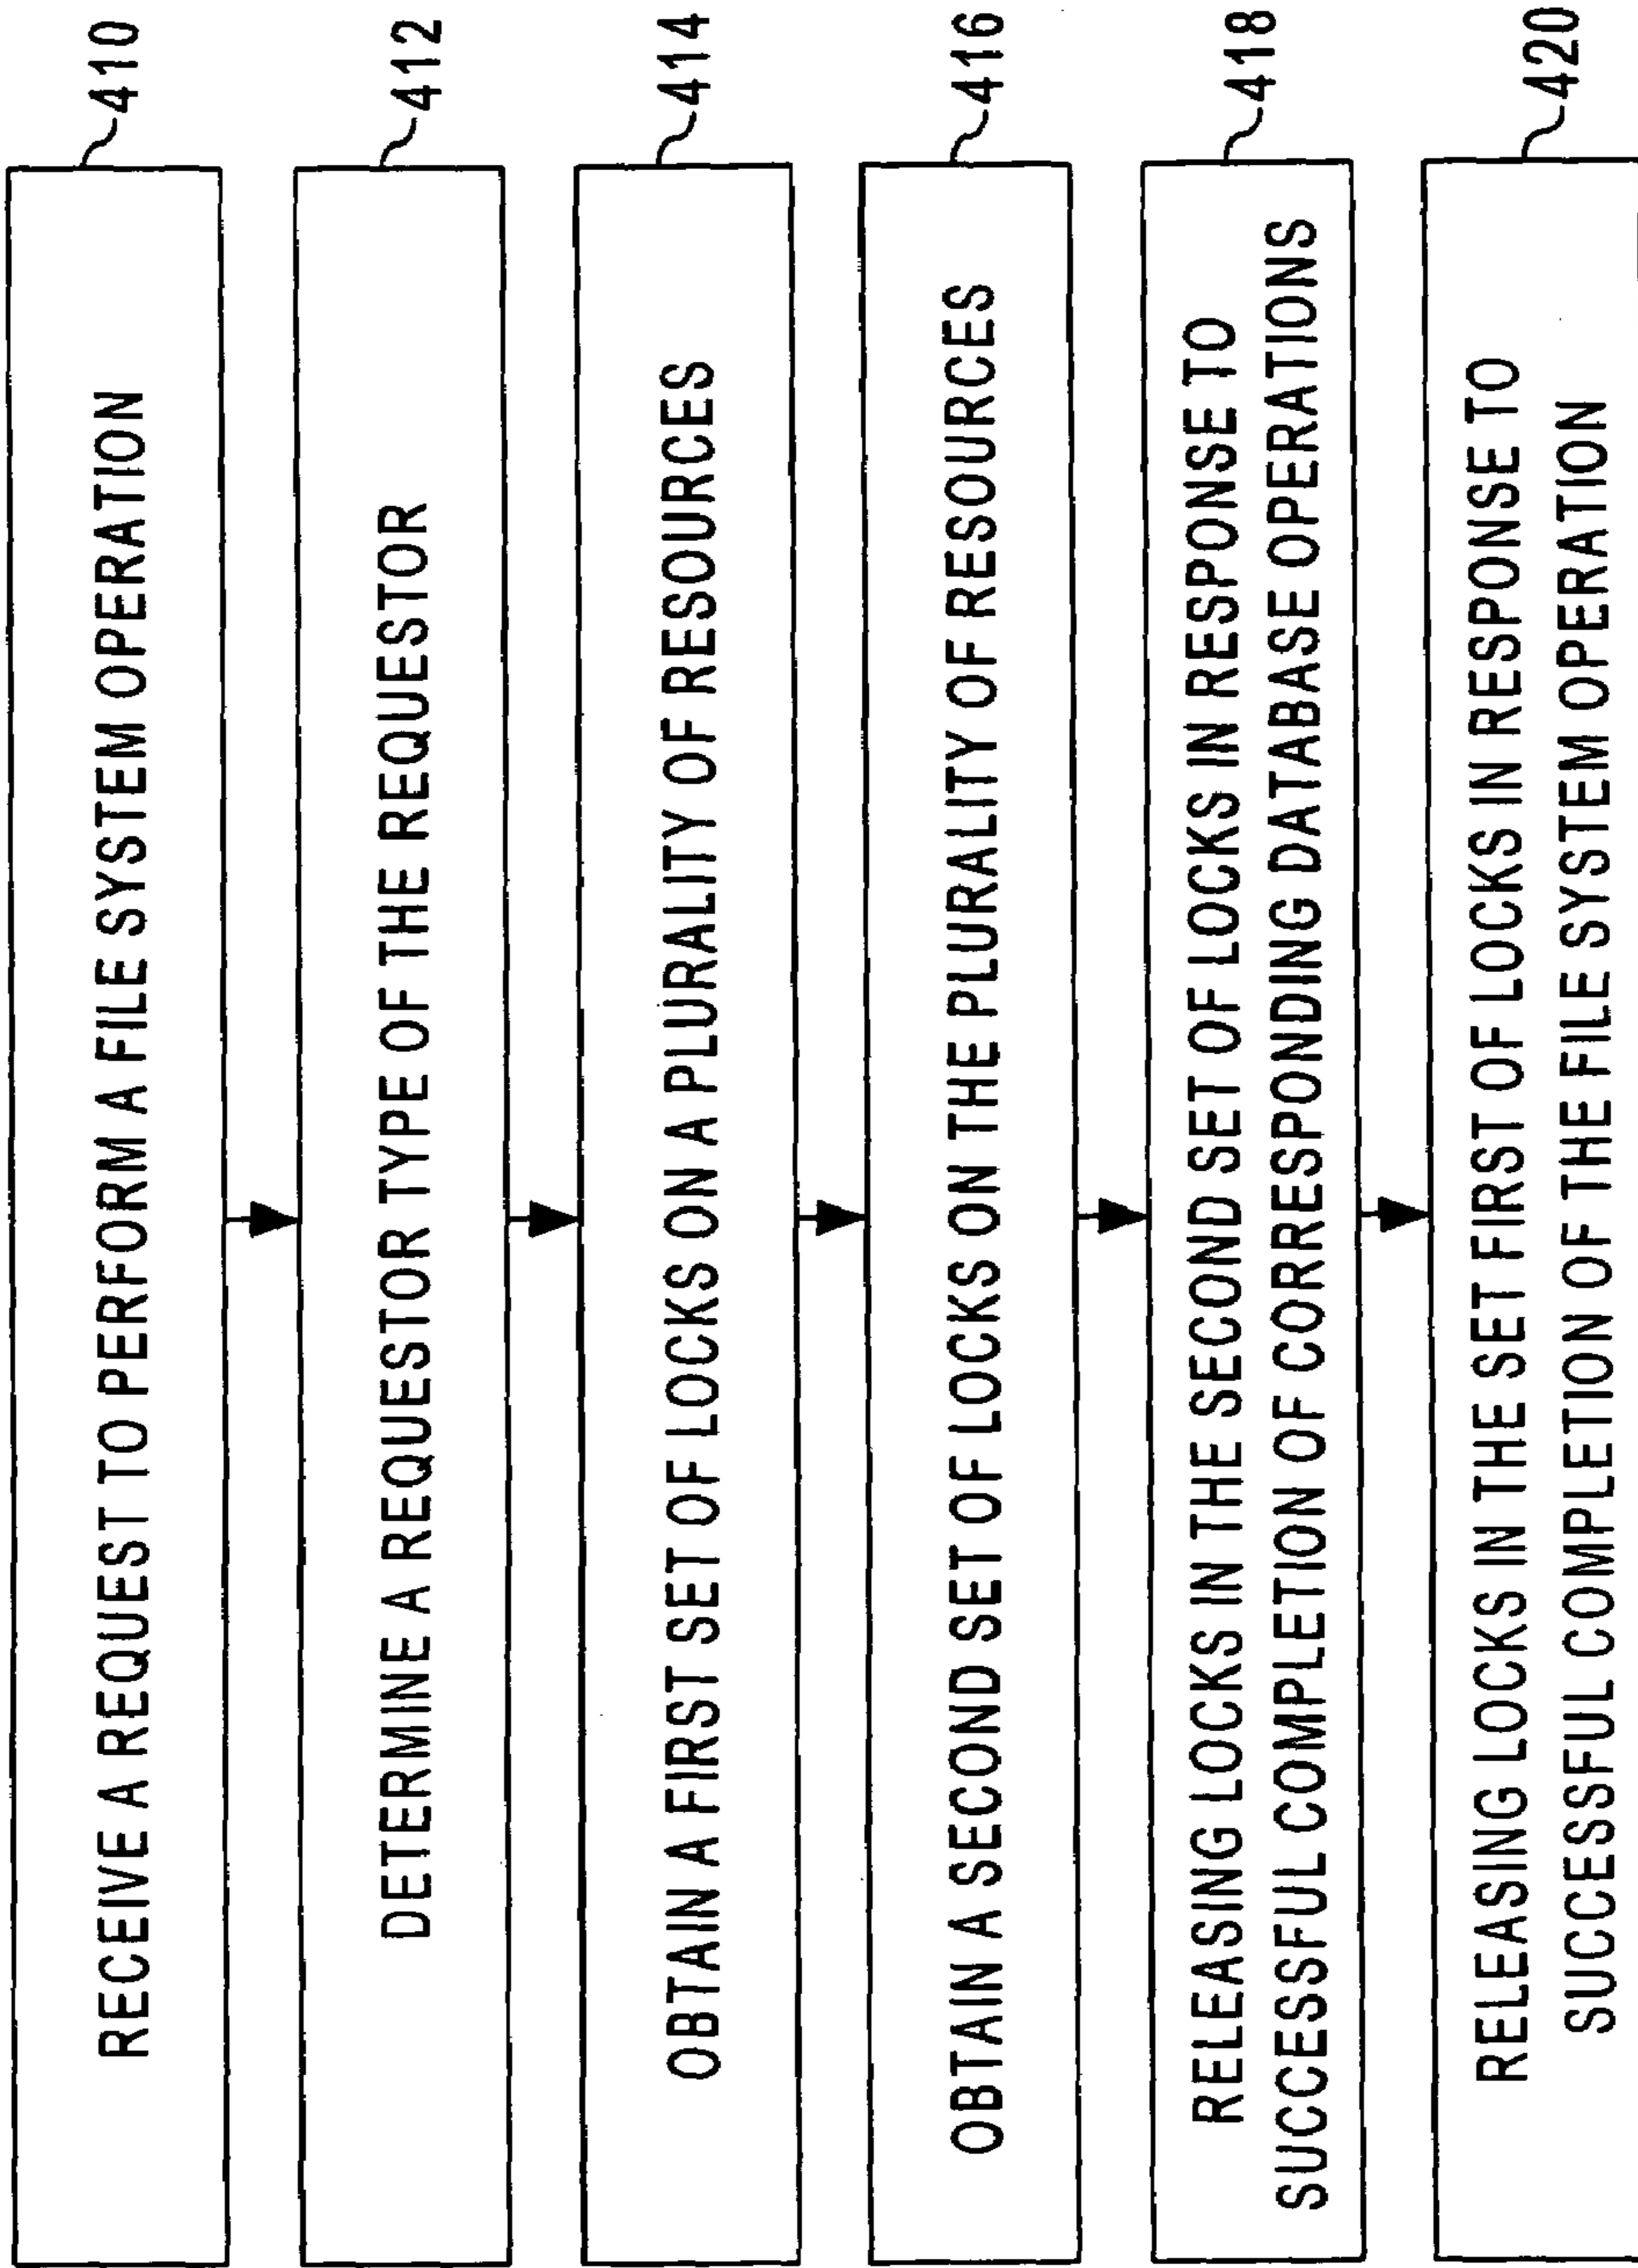 RECEIVE A REQUEST TO PERFORM A FILE SYSTEM OPERATION
410
DETERMINE A REQUESTOR TYPE OF THE REQUESTOR
412
OBTAIN A FIRST SET OF LOCKS ON A PLURALITY OF RESOURCES
414
OBTAIN A SECOND SET OF LOCKS ON THE PLURALITY OF RESOURCES
416
RELEASING LOCKS IN THE SECOND SET OF LOCKS IN RESPONSE TO
SUCCESSFUL COMPLETION OF CORRESPONDING DATABASE OPERATIONS
418
RELEASING LOCKS IN THE SET FIRST OF LOCKS IN RESPONSE TO
SUCCESSFUL COMPLETION OF THE FILE SYSTEM OPERATION
420